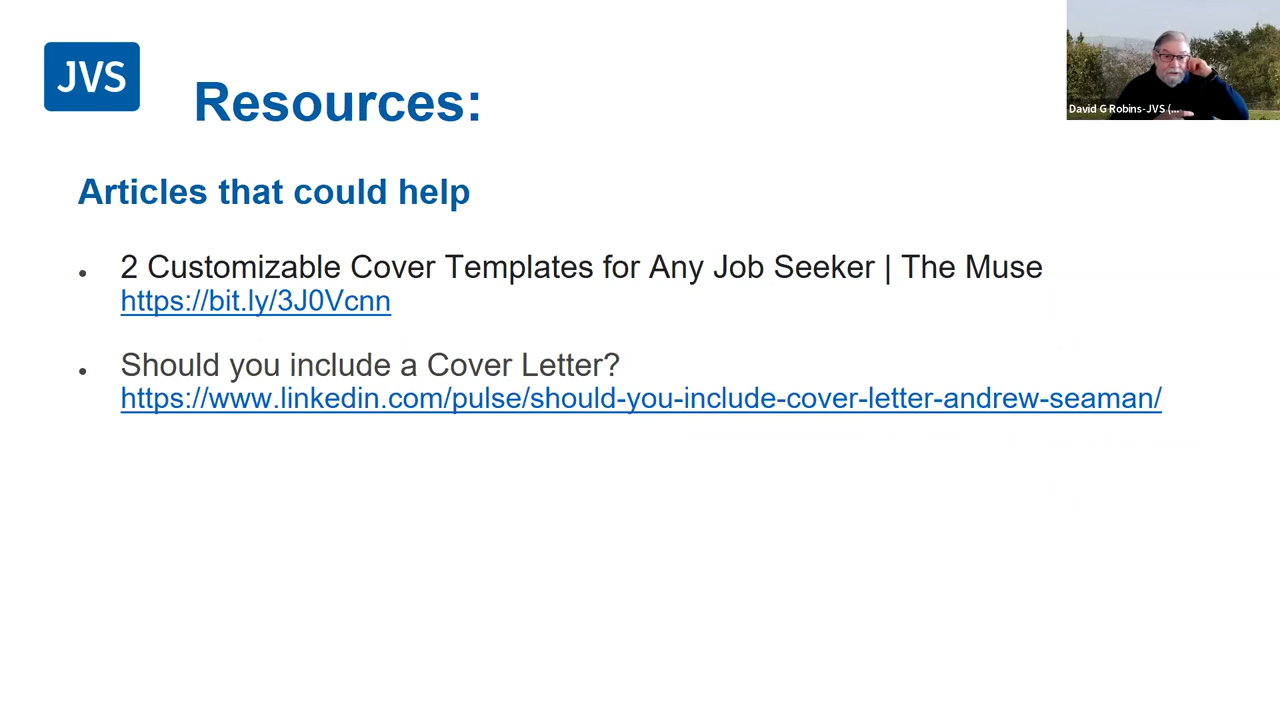 JVS
Resources:
David G Robins-JVS (...
Articles that could help
• 2 Customizable Cover Templates for Any Job Seeker | The Muse
https://bit.ly/3J0Vcnn
• Should you include a Cover Letter?
https://www.linkedin.com/pulse/should-you-include-cover-letter-andrew-seaman/